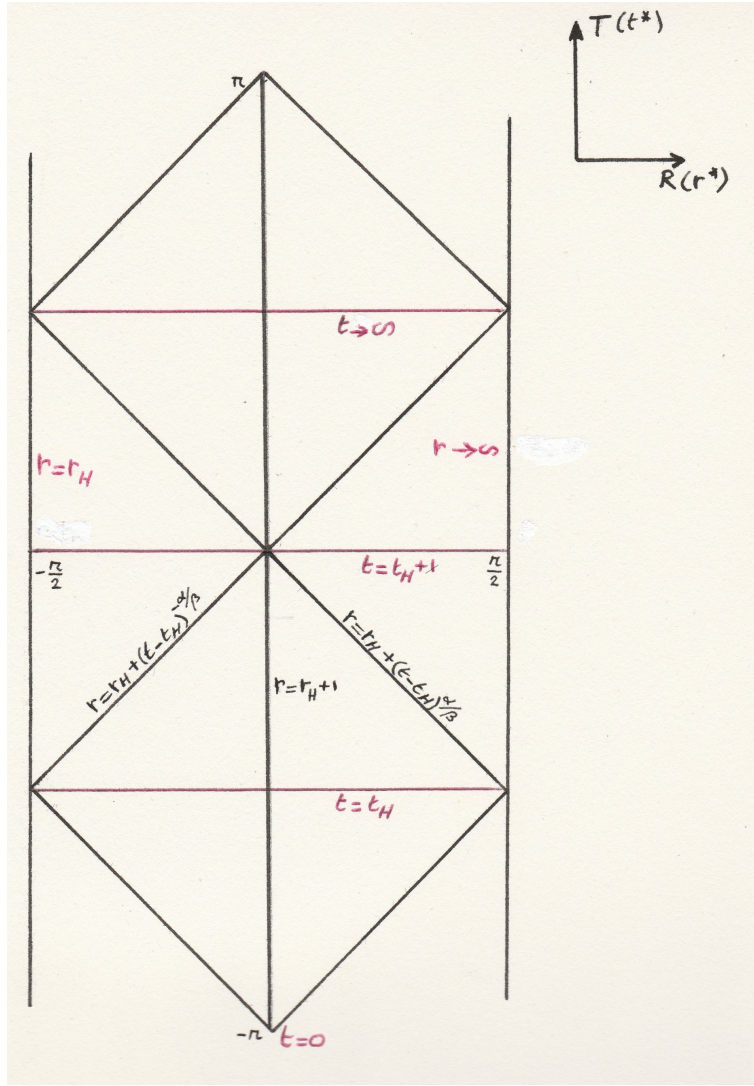 T(t*)
π
R(r*)
t→∞
r=r_H
r→∞
-π/2
t=t_H+1
π/2
r=r_H+(t-t_H)^-α/β
r=r_H+(t-t_H)^α/β
r=r_H+1
t=t_H
-π
t=0